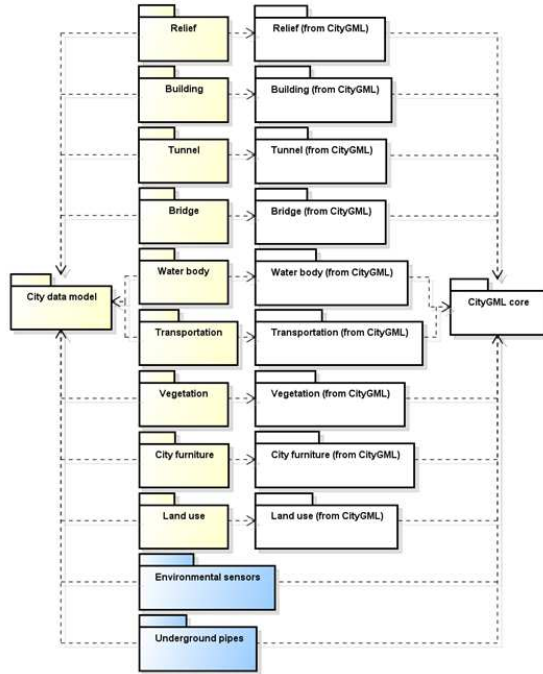 Relief
Relief (from CityGML)
Building
Building (from CityGML)
Tunnel
Tunnel (from CityGML)
Bridge
Bridge (from CityGML)
Water body
Water body (from CityGML)
City data model
CityGML core
Transportation
Transportation (from CityGML)
Vegetation
Vegetation (from CityGML)
City furniture
City furniture (from CityGML)
Land use
Land use (from CityGML)
Environmental sensors
Underground pipes